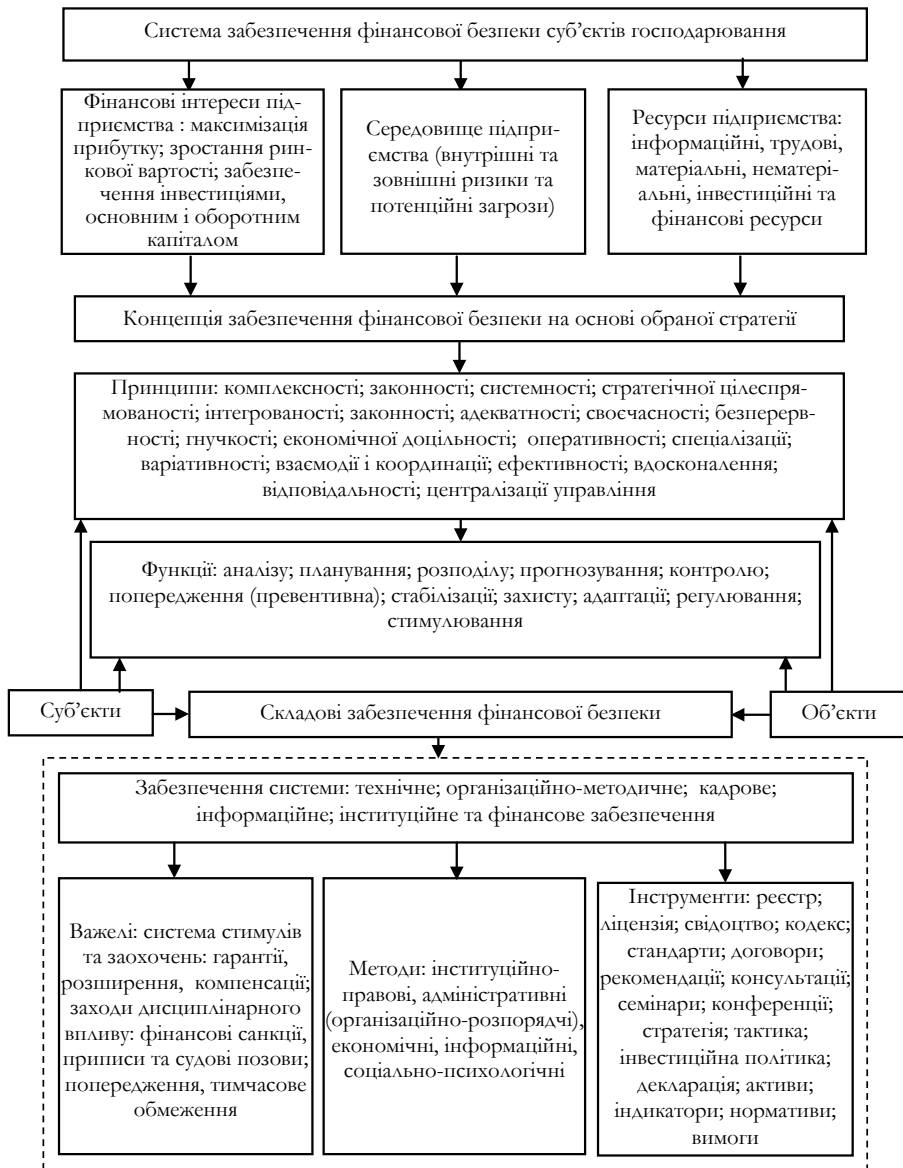 Система забезпечення фінансової безпеки суб’єктів господарювання
Фінансові інтереси під-
приємства : максимізація
прибутку; зростання рин-
кової вартості; забезпе-
чення інвестиціями,
основним і оборотним
капіталом
Середовище підпри-
ємства (внутрішні та
зовнішні ризики та
потенційні загрози)
Ресурси підприємства:
інформаційні, трудові,
матеріальні, нематері-
альні, інвестиційні та
фінансові ресурси
Концепція забезпечення фінансової безпеки на основі обраної стратегії
Принципи: комплексності; законності; системності; стратегічної цілеспря-
мованості; інтегрованості; законності; адекватності; своєчасності; безперерв-
ності; гнучкості; економічної доцільності; оперативності; спеціалізації;
варіативності; взаємодії і координації; ефективності; вдосконалення;
відповідальності; централізації управління
Функції: аналізу; планування; розподілу; прогнозування; контролю;
попередження (превентивна); стабілізації; захисту; адаптації; регулювання;
стимулювання
Суб’єкти
Складові забезпечення фінансової безпеки
Об’єкти
Забезпечення системи: технічне; організаційно-методичне; кадрове;
інформаційне; інституційне та фінансове забезпечення
Важелі: система стимулів
та заохочень: гарантії,
розширення, компенсації;
заходи дисциплінарного
впливу: фінансові санкції,
приписи та судові позови;
попередження, тимчасове
обмеження
Методи: інституційно-
правові, адміністративні
(організаційно-розпорядчі),
економічні, інформаційні,
соціально-психологічні
Інструменти: реєстр;
ліцензія; свідоцтво; кодекс;
стандарти; договори;
рекомендації; консультації;
семінари; конференції;
стратегія; тактика;
інвестиційна політика;
декларація; активи;
індикатори; нормативи;
вимоги